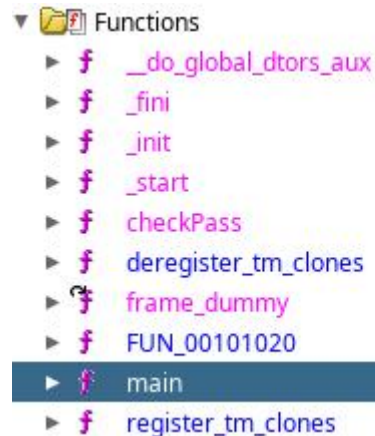 Functions
__do_global_dtors_aux
_fini
_init
_start
checkPass
deregister_tm_clones
frame_dummy
FUN_00101020
main
register_tm_clones